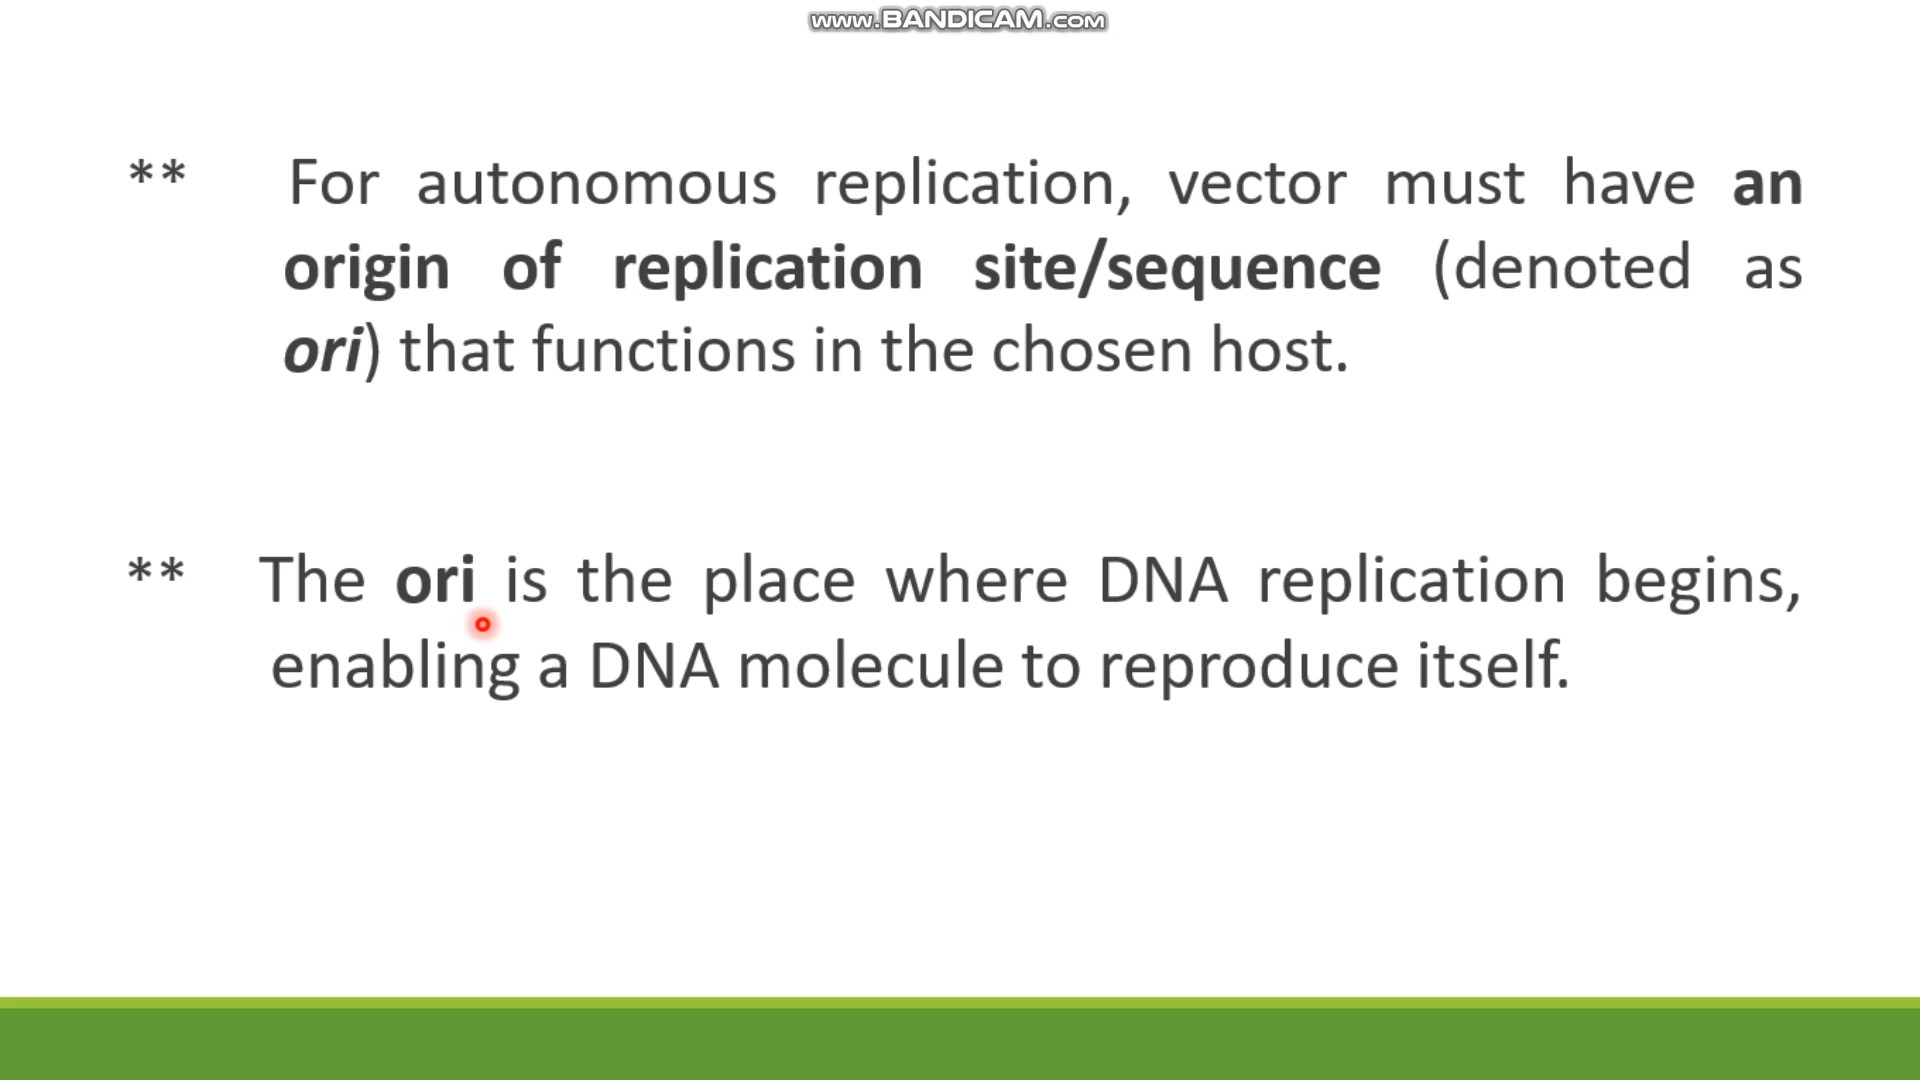 www.BANDICAM.com
** For autonomous replication, vector must have an
origin of replication site/sequence (denoted as
ori) that functions in the chosen host.
** The ori is the place where DNA replication begins,
enabling a DNA molecule to reproduce itself.